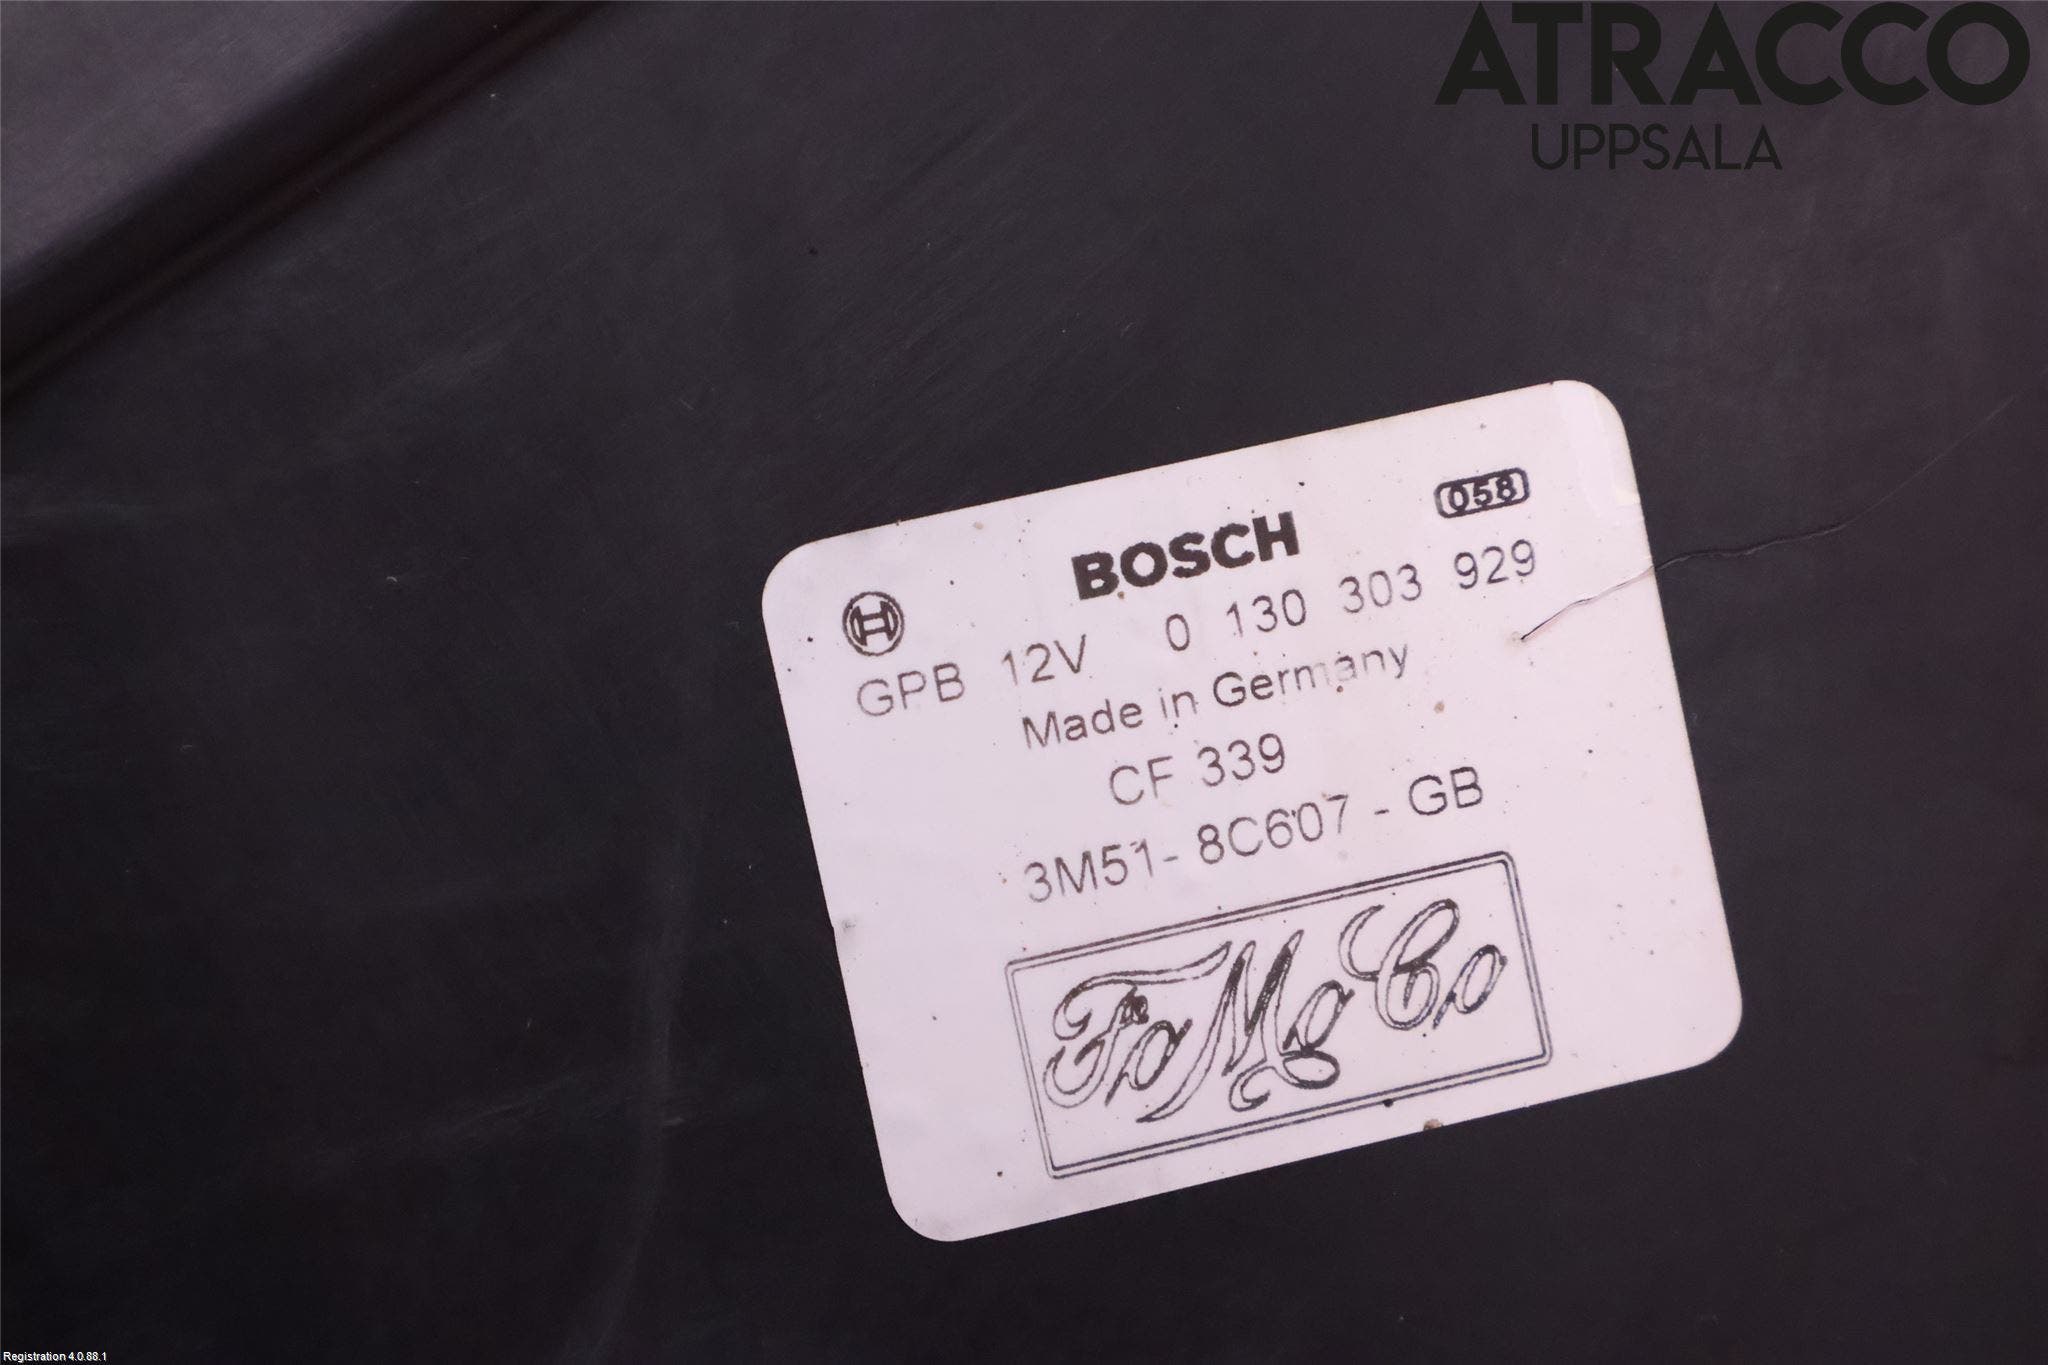 ATRACCO
UPPSALA
058
BOSCH
GPB 12V 0 130 303 929
Made in Germany
CF 339
3M51- 8C607 - GB
FoMoCo
Registration 4.0.88.1